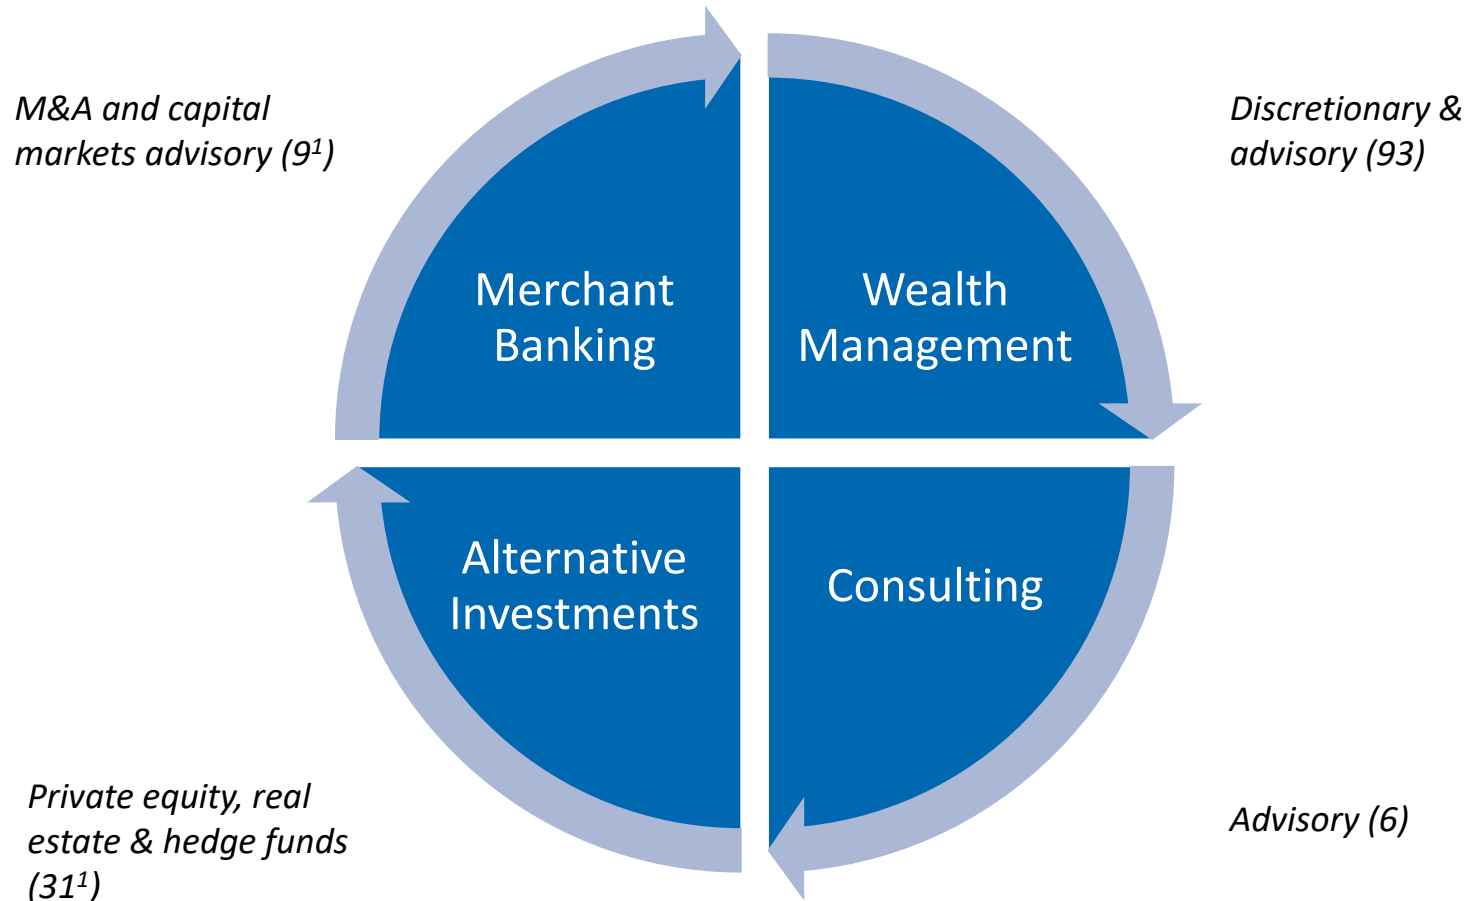 M&A and capital
markets advisory (9¹)
Discretionary &
advisory (93)
Merchant
Banking
Wealth
Management
Alternative
Investments
Consulting
Private equity, real
estate & hedge funds
(31¹)
Advisory (6)